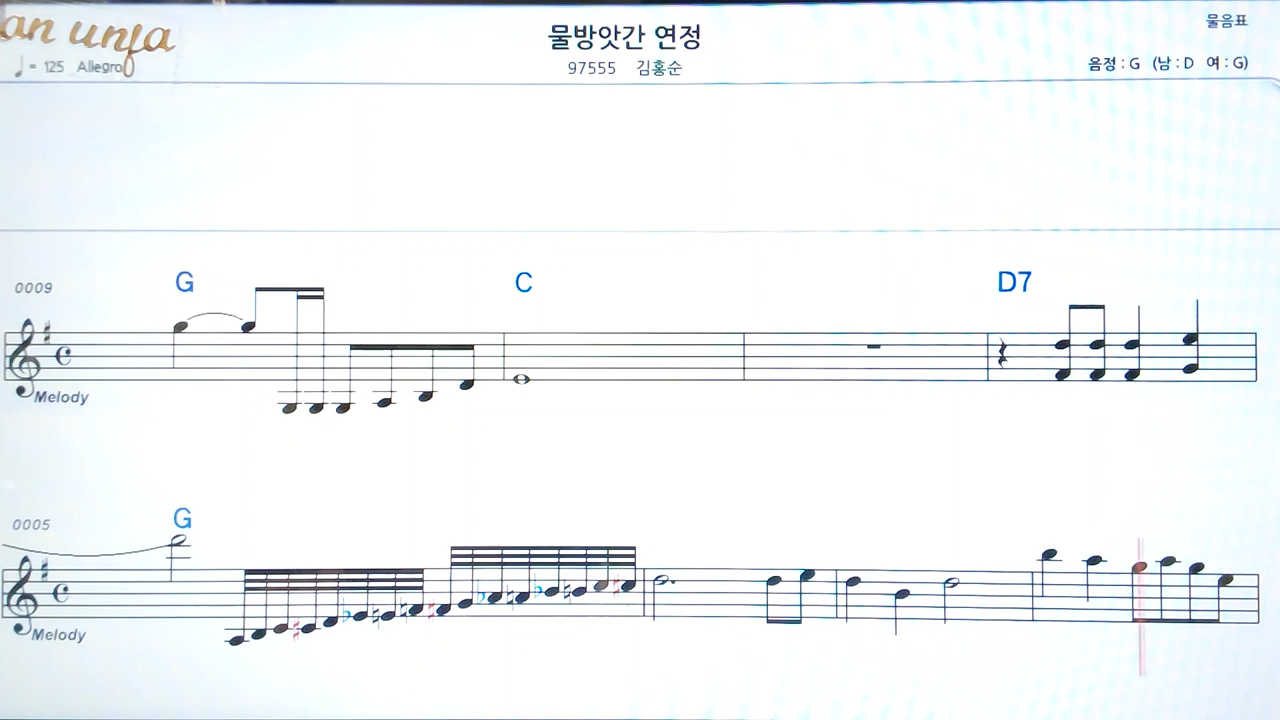 an unfa
물방앗간 연정
물음표
♩= 125 Allegro
97555 김홍순
음정 : G (남 : D 여 : G)
0009
G
C
D7
Melody
0005
G
Melody